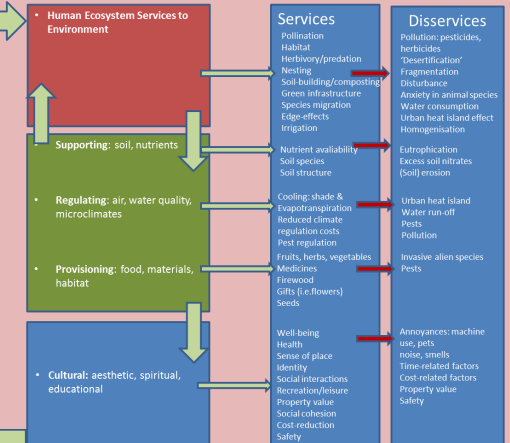 • Human Ecosystem Services to
Environment
• Supporting: soil, nutrients
• Regulating: air, water quality,
microclimates
• Provisioning: food, materials,
habitat
• Cultural: aesthetic, spiritual,
educational
Services
Pollination
Habitat
Herbivory/predation
Nesting
Soil-building/composting
Green infrastructure
Species migration
Edge-effects
Irrigation
Nutrient avaliability
Soil species
Soil structure
Cooling: shade &
Evapotranspiration
Reduced climate
regulation costs
Pest regulation
Fruits, herbs, vegetables
Medicines
Firewood
Gifts (i.e.flowers)
Seeds
Well-being
Health
Sense of place
Identity
Social interactions
Recreation/leisure
Property value
Social cohesion
Cost-reduction
Safety
Disservices
Pollution: pesticides,
herbicides
'Desertification'
Fragmentation
Disturbance
Anxiety in animal species
Water consumption
Urban heat island effect
Homogenisation
Eutrophication
Excess soil nitrates
(Soil) erosion
Urban heat island
Water run-off
Pests
Pollution
Invasive alien species
Pests
Annoyances: machine
use, pets
noise, smells
Time-related factors
Cost-related factors
Property value
Safety